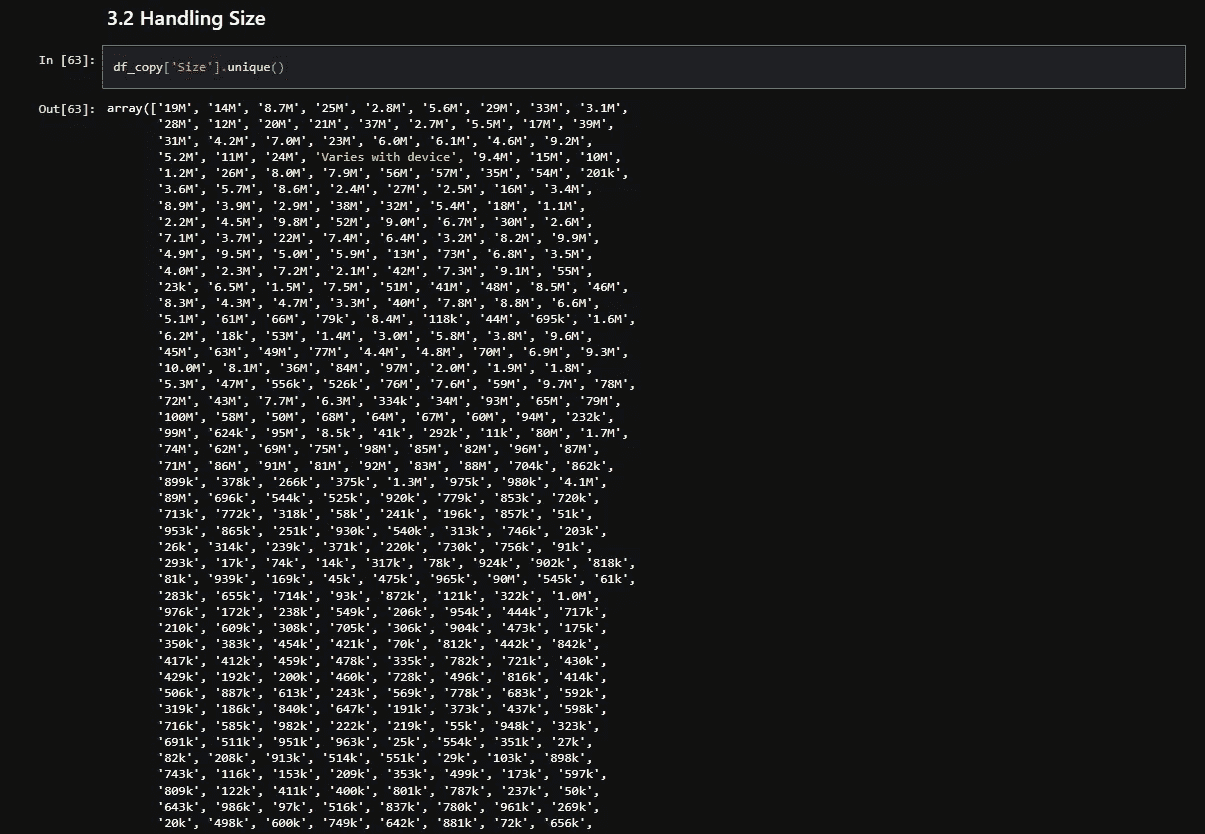 3.2 Handling Size
In [63]:
df_copy['Size'].unique()
Out[63]:
array(['19M', '14M', '8.7M', '25M', '2.8M', '5.6M', '29M', '33M', '3.1M',
'28M', '12M', '20M', '21M', '37M', '2.7M', '5.5M', '17M', '39M',
'31M', '4.2M', '7.0M', '23M', '6.0M', '6.1M', '4.6M', '9.2M',
'5.2M', '11M', '24M', 'Varies with device', '9.4M', '15M', '10M',
'1.2M', '26M', '8.0M', '7.9M', '56M', '57M', '35M', '54M', '201k',
'3.6M', '5.7M', '8.6M', '2.4M', '27M', '2.5M', '16M', '3.4M',
'8.9M', '3.9M', '2.9M', '38M', '32M', '5.4M', '18M', '1.1M',
'2.2M', '4.5M', '9.8M', '52M', '9.0M', '6.7M', '30M', '2.6M',
'7.1M', '3.7M', '22M', '7.4M', '6.4M', '3.2M', '8.2M', '9.9M',
'4.9M', '9.5M', '5.0M', '5.9M', '13M', '73M', '6.8M', '3.5M',
'4.0M', '2.3M', '7.2M', '2.1M', '42M', '7.3M', '9.1M', '55M',
'23k', '6.5M', '1.5M', '7.5M', '51M', '41M', '48M', '8.5M', '46M',
'8.3M', '4.3M', '4.7M', '3.3M', '40M', '7.8M', '8.8M', '6.6M',
'5.1M', '61M', '66M', '79k', '8.4M', '118k', '44M', '695k', '1.6M',
'6.2M', '18k', '53M', '1.4M', '3.0M', '5.8M', '3.8M', '9.6M',
'45M', '63M', '49M', '77M', '4.4M', '4.8M', '70M', '6.9M', '9.3M',
'10.0M', '8.1M', '36M', '84M', '97M', '2.0M', '1.9M', '1.8M',
'5.3M', '47M', '556k', '526k', '76M', '7.6M', '59M', '9.7M', '78M',
'72M', '43M', '7.7M', '6.3M', '334k', '34M', '93M', '65M', '79M',
'100M', '58M', '50M', '68M', '64M', '67M', '60M', '94M', '232k',
'99M', '624k', '95M', '8.5k', '41k', '292k', '11k', '80M', '1.7M',
'74M', '62M', '69M', '75M', '98M', '85M', '82M', '96M', '87M',
'71M', '86M', '91M', '81M', '92M', '83M', '88M', '704k', '862k',
'899k', '378k', '266k', '375k', '1.3M', '975k', '980k', '4.1M',
'89M', '696k', '544k', '525k', '920k', '779k', '853k', '720k',
'713k', '772k', '318k', '58k', '241k', '196k', '857k', '51k',
'953k', '865k', '251k', '930k', '540k', '313k', '746k', '203k',
'26k', '314k', '239k', '371k', '220k', '730k', '756k', '91k',
'293k', '17k', '74k', '14k', '317k', '78k', '924k', '902k', '818k',
'81k', '939k', '169k', '45k', '475k', '965k', '90M', '545k', '61k',
'283k', '655k', '714k', '93k', '872k', '121k', '322k', '1.0M',
'976k', '172k', '238k', '549k', '206k', '954k', '444k', '717k',
'210k', '609k', '308k', '705k', '306k', '904k', '473k', '175k',
'350k', '383k', '454k', '421k', '70k', '812k', '442k', '842k',
'417k', '412k', '459k', '478k', '335k', '782k', '721k', '430k',
'429k', '192k', '200k', '460k', '728k', '496k', '816k', '414k',
'506k', '887k', '613k', '243k', '569k', '778k', '683k', '592k',
'319k', '186k', '840k', '647k', '191k', '373k', '437k', '598k',
'716k', '585k', '982k', '222k', '219k', '55k', '948k', '323k',
'691k', '511k', '951k', '963k', '25k', '554k', '351k', '27k',
'82k', '208k', '913k', '514k', '551k', '29k', '103k', '898k',
'743k', '116k', '153k', '209k', '353k', '499k', '173k', '597k',
'809k', '122k', '411k', '400k', '801k', '787k', '237k', '50k',
'643k', '986k', '97k', '516k', '837k', '780k', '961k', '269k',
'20k', '498k', '600k', '749k', '642k', '881k', '72k', '656k',